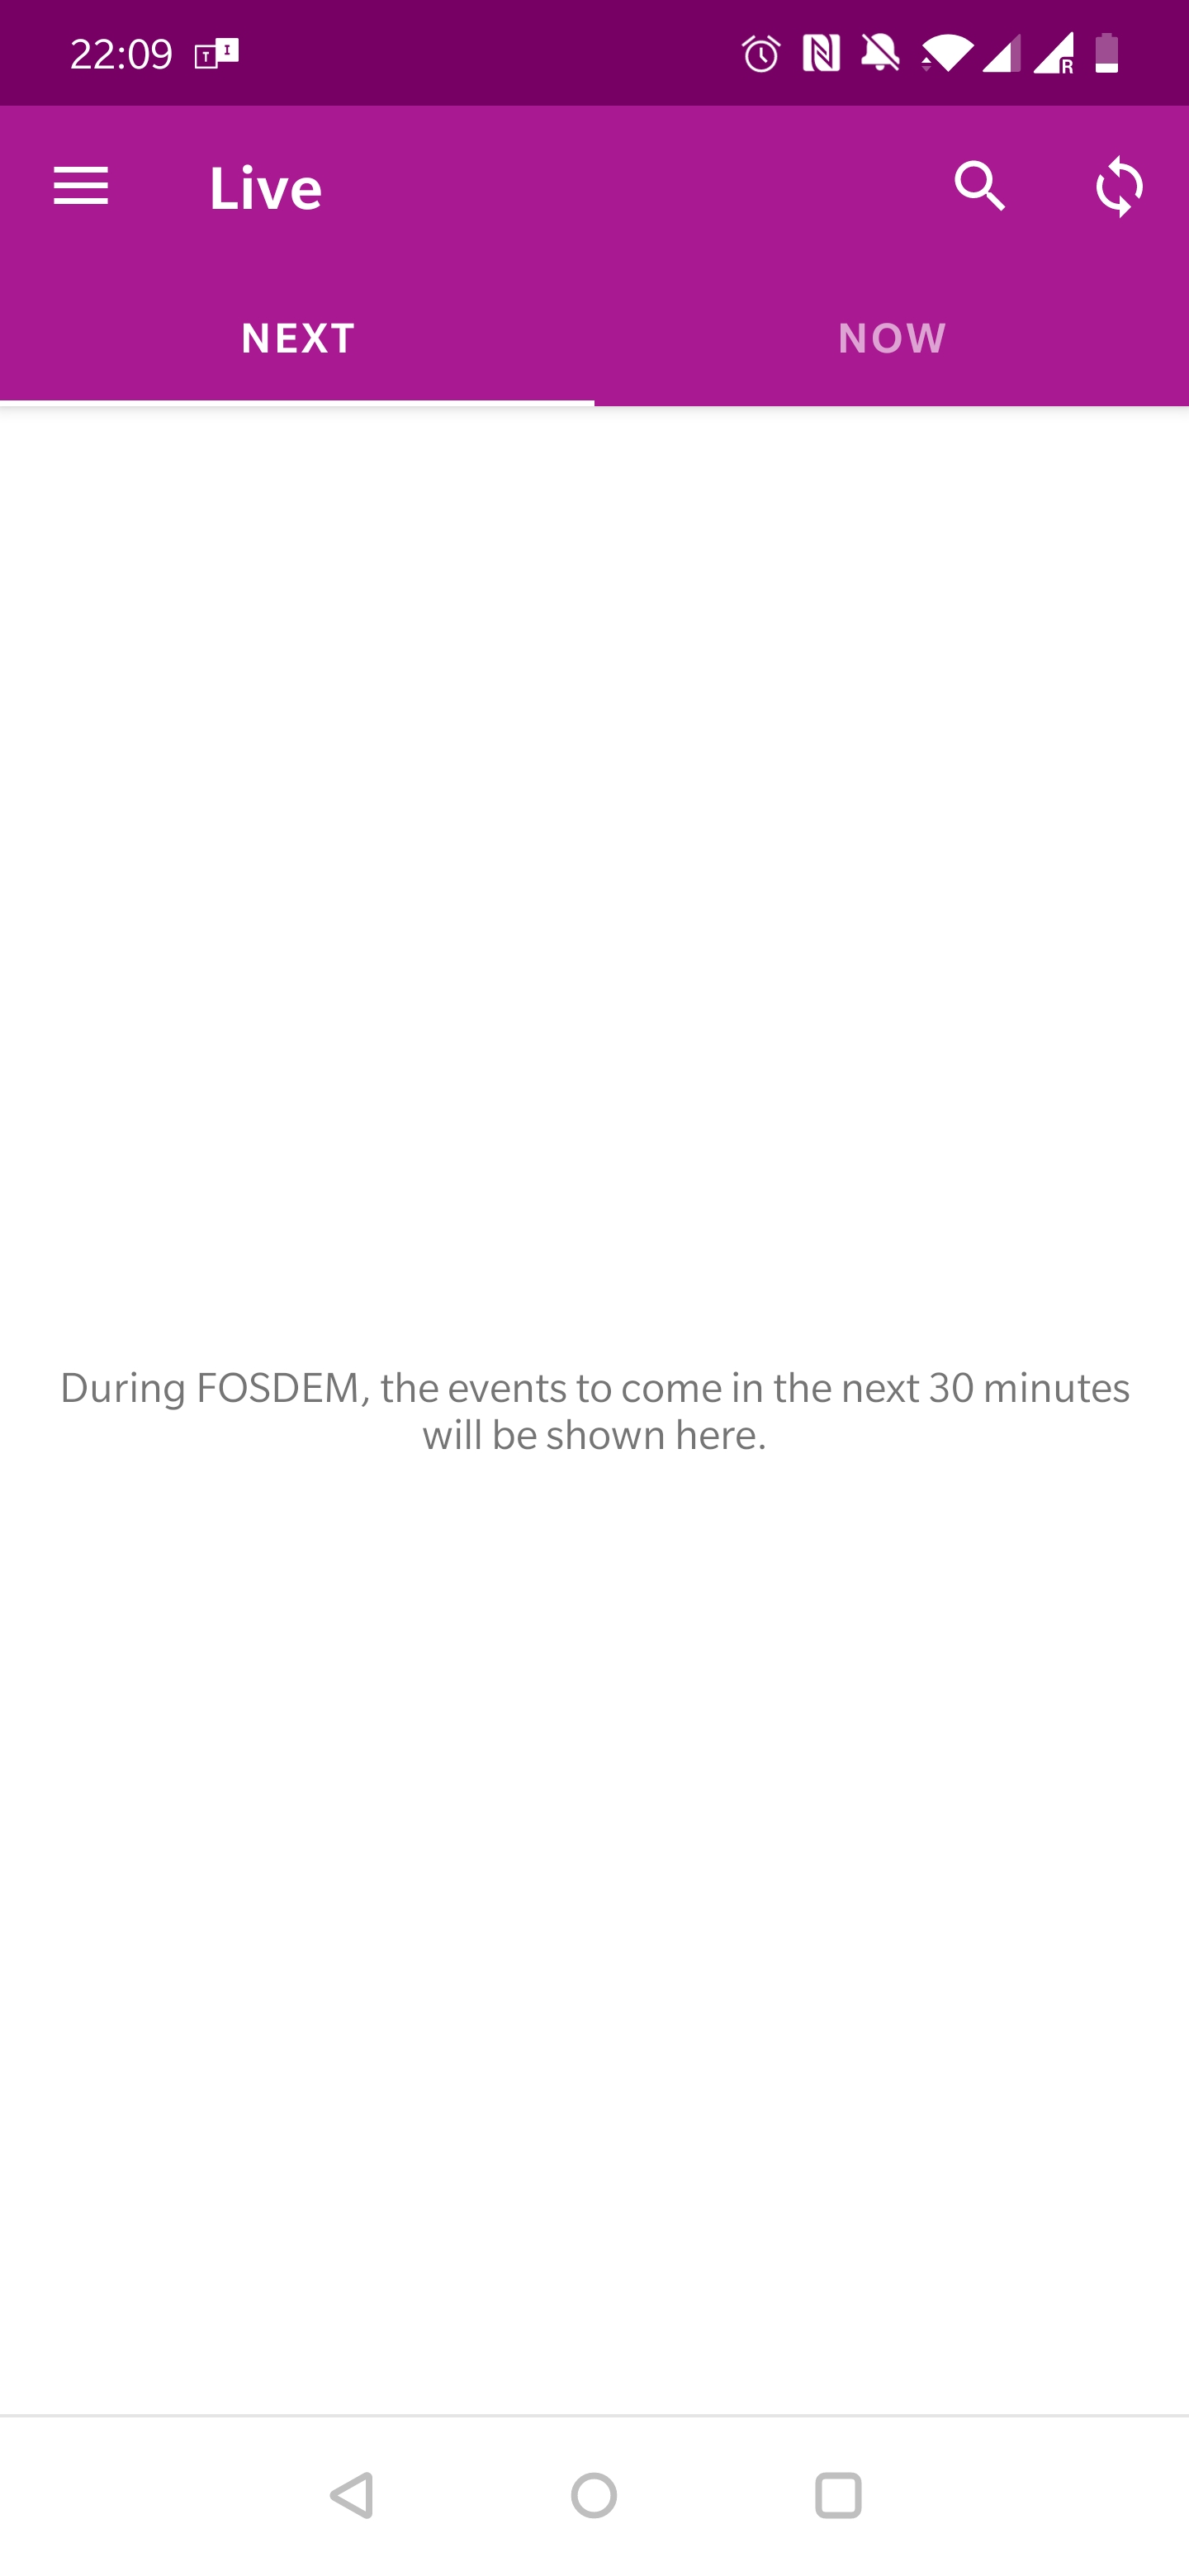 22:09 T I R
Live
NEXT NOW
During FOSDEM, the events to come in the next 30 minutes
will be shown here.